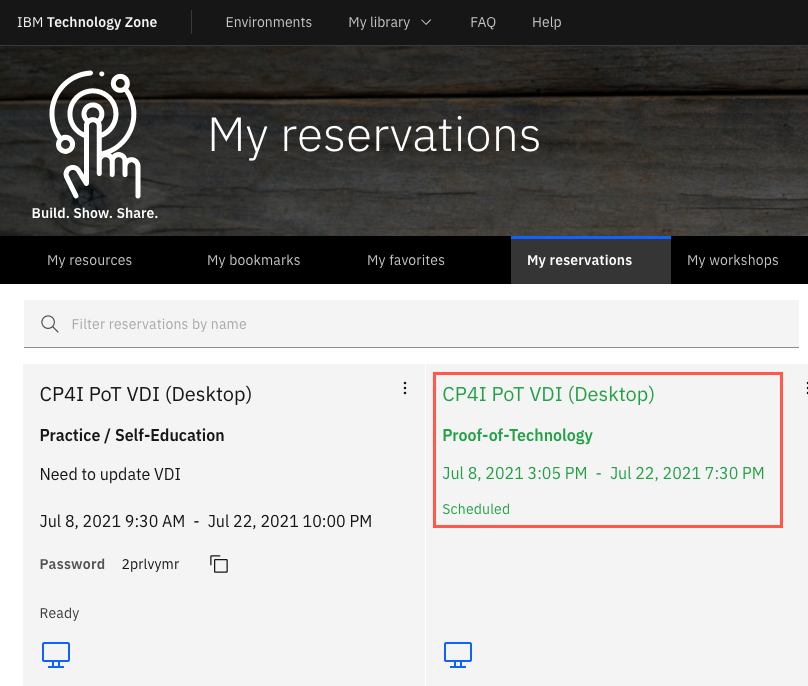 IBM Technology Zone Environments My library FAQ Help
My reservations
Build. Show. Share.
My resources My bookmarks My favorites My reservations My workshops
Filter reservations by name
CP4I PoT VDI (Desktop)
Practice / Self-Education
Need to update VDI
Jul 8, 2021 9:30 AM - Jul 22, 2021 10:00 PM
Password 2prlvymr
Ready
CP4I PoT VDI (Desktop)
Proof-of-Technology
Jul 8, 2021 3:05 PM - Jul 22, 2021 7:30 PM
Scheduled